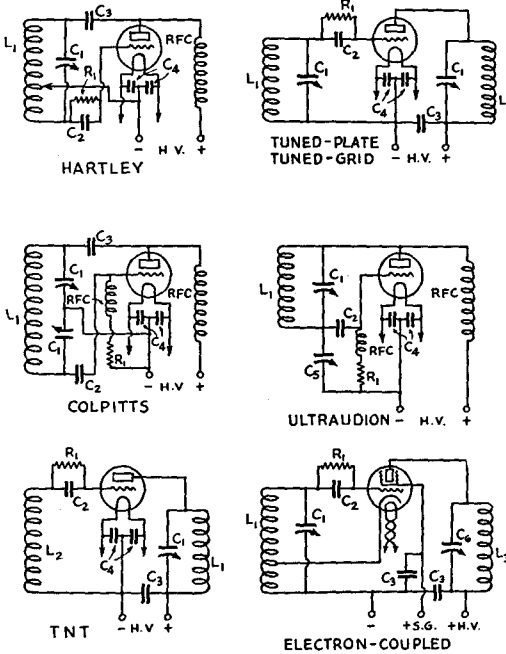 C3
L1
C1
R1
C2
RFC
C4
- H.V. +
HARTLEY
R1
C2
L1
C1
C4
C1
L
C3
TUNED-PLATE
TUNED-GRID
- H.V. +
C3
C1
RFC
RFC
L1
C1
C4
R1
C2
- H.V. +
COLPITTS
L1
C1
C2
RFC
C4
RFC
C5
R1
ULTRAUDION
- H.V. +
R1
C2
L2
C4
C1
L1
C3
TNT
- H.V +
R1
C2
L1
C1
C6
L3
C3
C3
- +S.G. +H.V.
ELECTRON-COUPLED